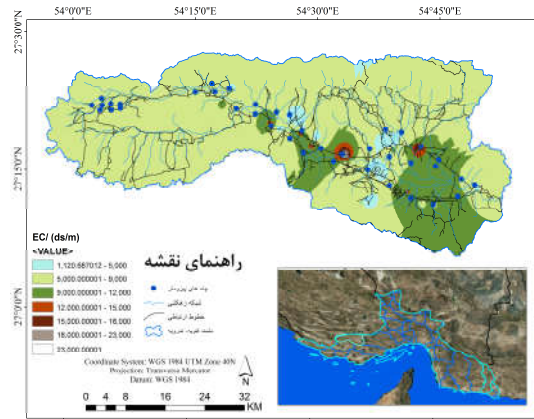 54°0'0"E 54°15'0"E 54°30'0"E 54°45'0"E
27°30'0"N
27°15'0"N
27°0'0"N
EC/ (ds/m)
<VALUE>
1,120.687012 - 5,000
5,000.000001 - 9,000
9,000.000001 - 12,000
12,000.00001 - 15,000
15,000.00001 - 18,000
18,000.00001 - 23,000
23,000.00001
راهنمای نقشه
چاه های پیزومتر
شبکه زهکشی
خطوط ارتباطی
Coordinate System: WGS 1984 UTM Zone 40N
Projection: Transverse Mercator
Datum: WGS 1984
N
0 4 8 16 24 32
KM